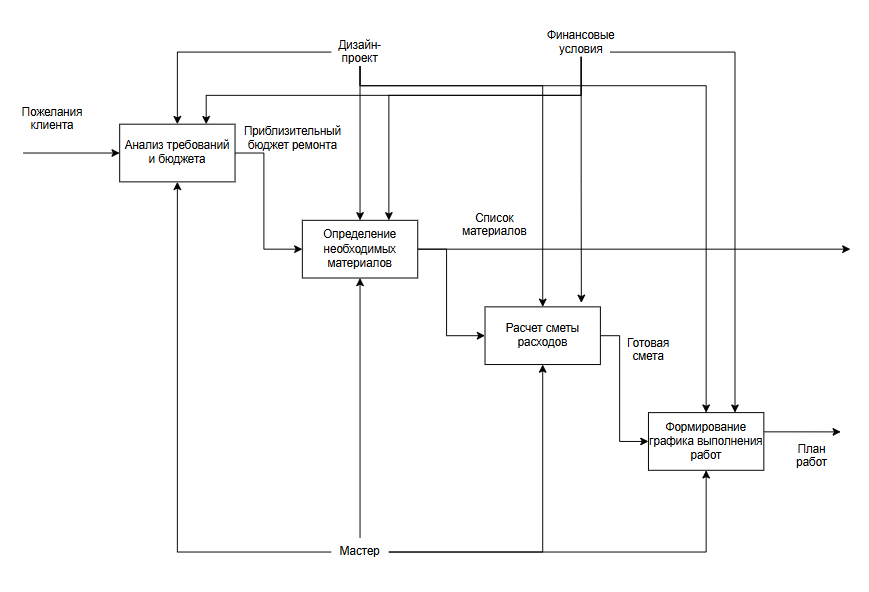 Дизайн-
проект
Финансовые
условия
Пожелания
клиента
Анализ требований
и бюджета
Приблизительный
бюджет ремонта
Определение
необходимых
материалов
Список
материалов
Расчет сметы
расходов
Готовая
смета
Формирование
графика выполнения
работ
План
работ
Мастер